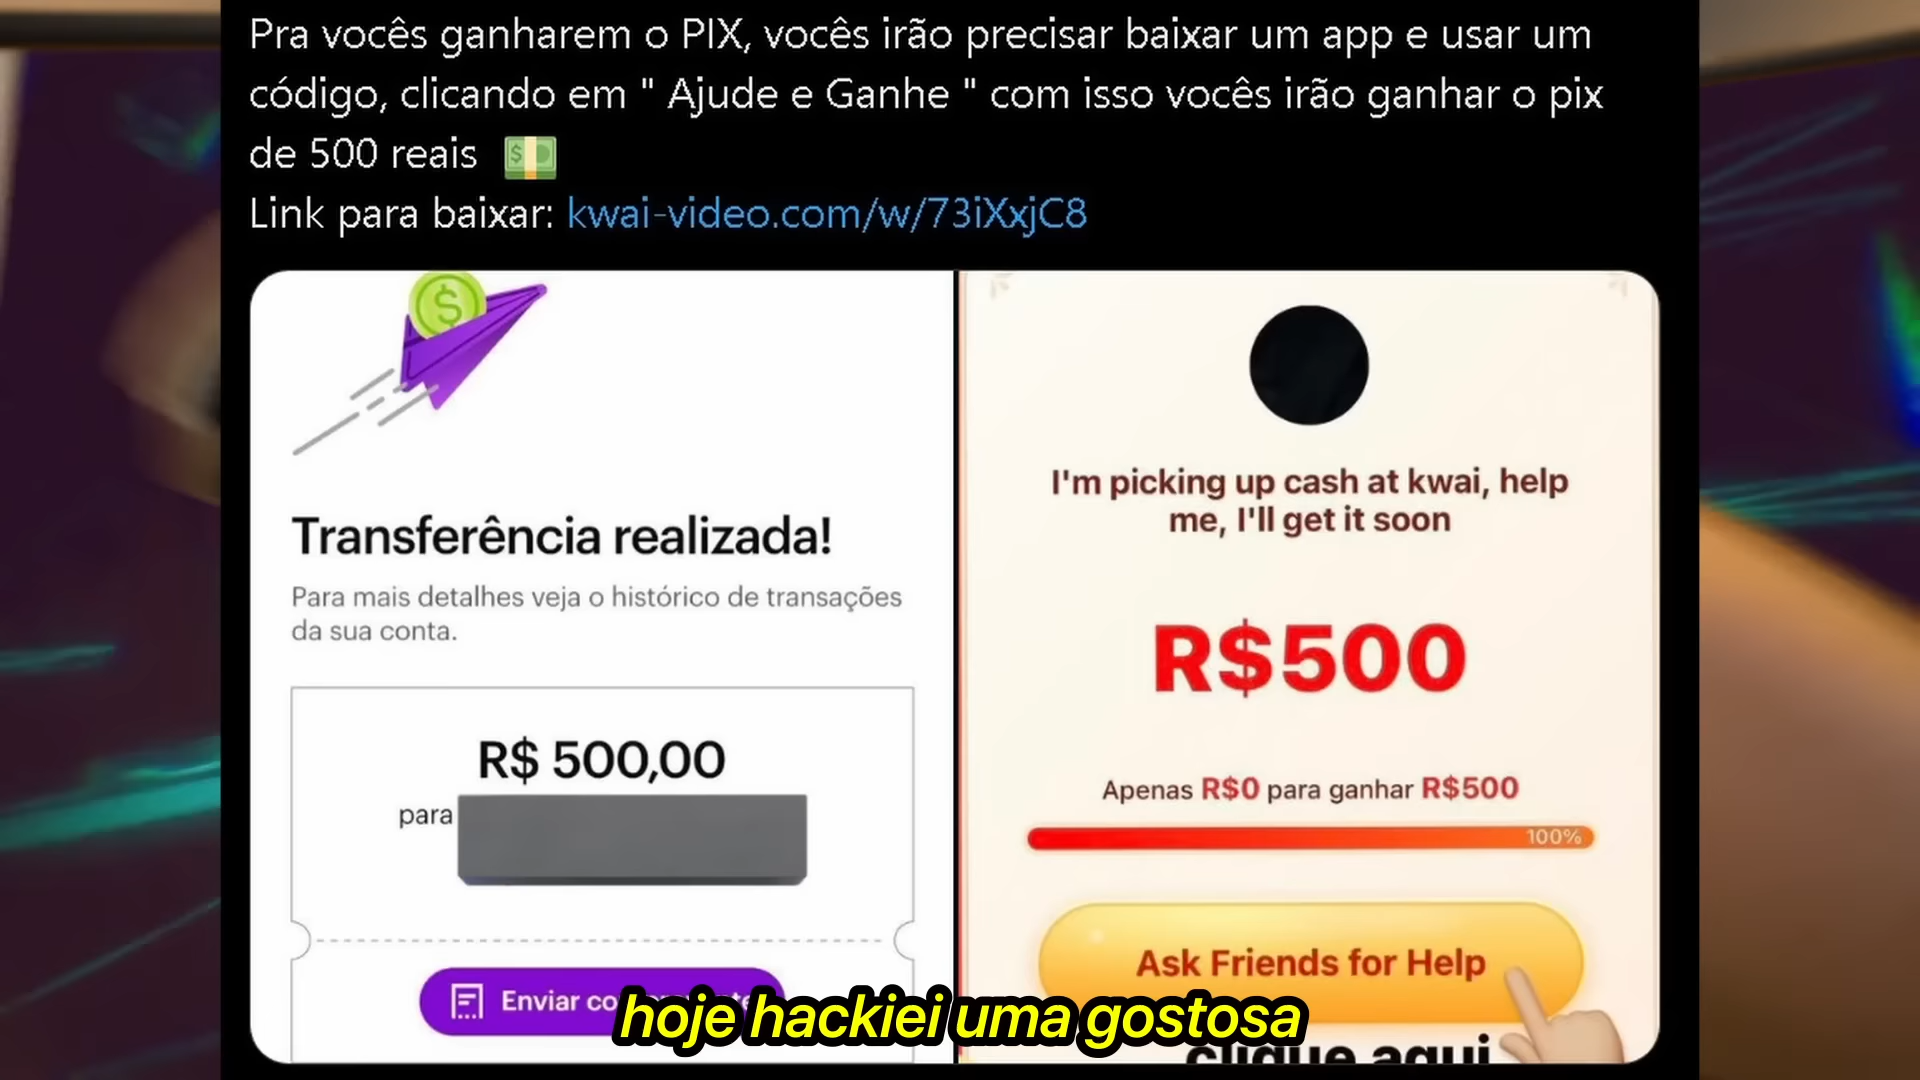 Pra vocês ganharem o PIX, vocês irão precisar baixar um app e usar um
código, clicando em " Ajude e Ganhe " com isso vocês irão ganhar o pix
de 500 reais
Link para baixar: kwai-video.com/w/73iXxjC8
Transferência realizada!
Para mais detalhes veja o histórico de transações
da sua conta.
R$ 500,00
para
Enviar
I'm picking up cash at kwai, help
me, I'll get it soon
R$500
Apenas R$0 para ganhar R$500
100%
Ask Friends for Help
clique aqui
hoje hackiei uma gostosa